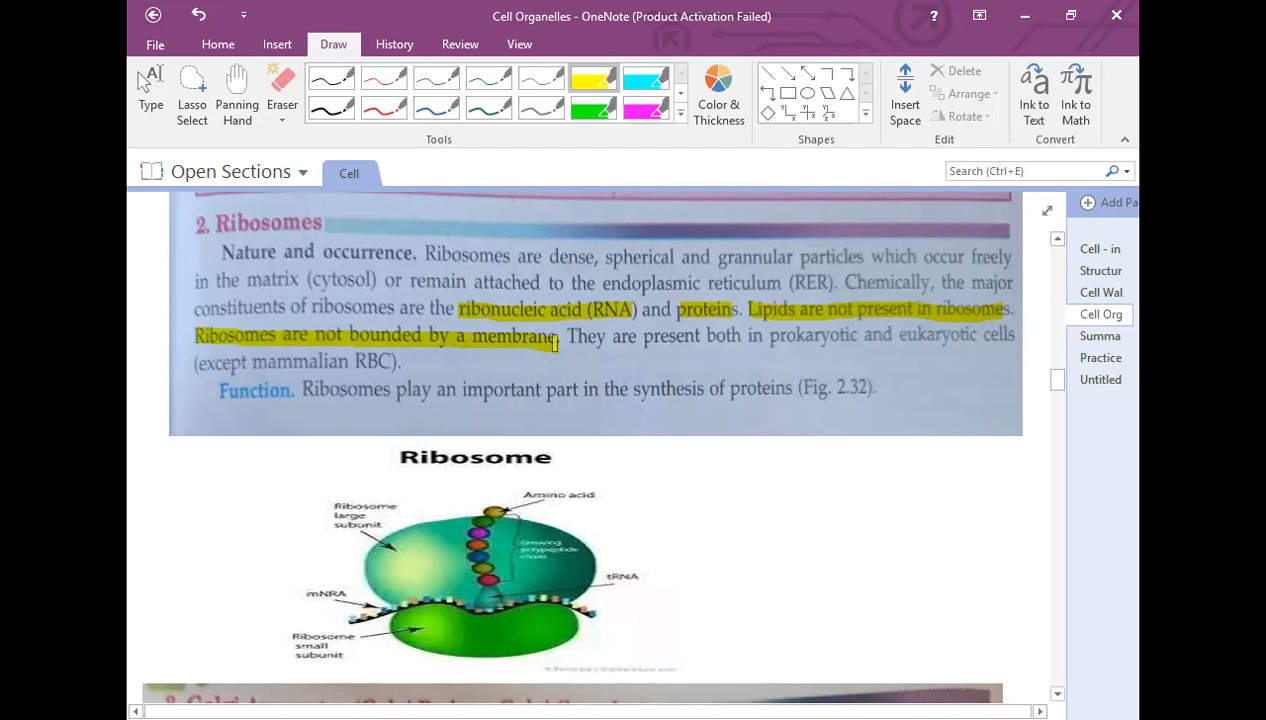 Cell Organelles - OneNote (Product Activation Failed)
?
File Home Insert Draw History Review View
Type
Lasso Select
Panning Hand
Eraser
Color & Thickness
Insert Space
Delete
Arrange
Rotate
Ink to Text
Ink to Math
Tools Shapes Edit Convert
Open Sections
Cell
Search (Ctrl+E)
Add Pa
Cell - in
Structur
Cell Wal
Cell Org
Summa
Practice
Untitled
2. Ribosomes
Nature and occurrence. Ribosomes are dense, spherical and grannular particles which occur freely
in the matrix (cytosol) or remain attached to the endoplasmic reticulum (RER). Chemically, the major
constituents of ribosomes are the ribonucleic acid (RNA) and proteins. Lipids are not present in ribosomes.
Ribosomes are not bounded by a membrane. They are present both in prokaryotic and eukaryotic cells
(except mammalian RBC).
Function. Ribosomes play an important part in the synthesis of proteins (Fig. 2.32).
Ribosome
Amino acid
Ribosome
large
subunit
Growing
polypeptide
chain
tRNA
mNRA
Ribosome
small
subunit